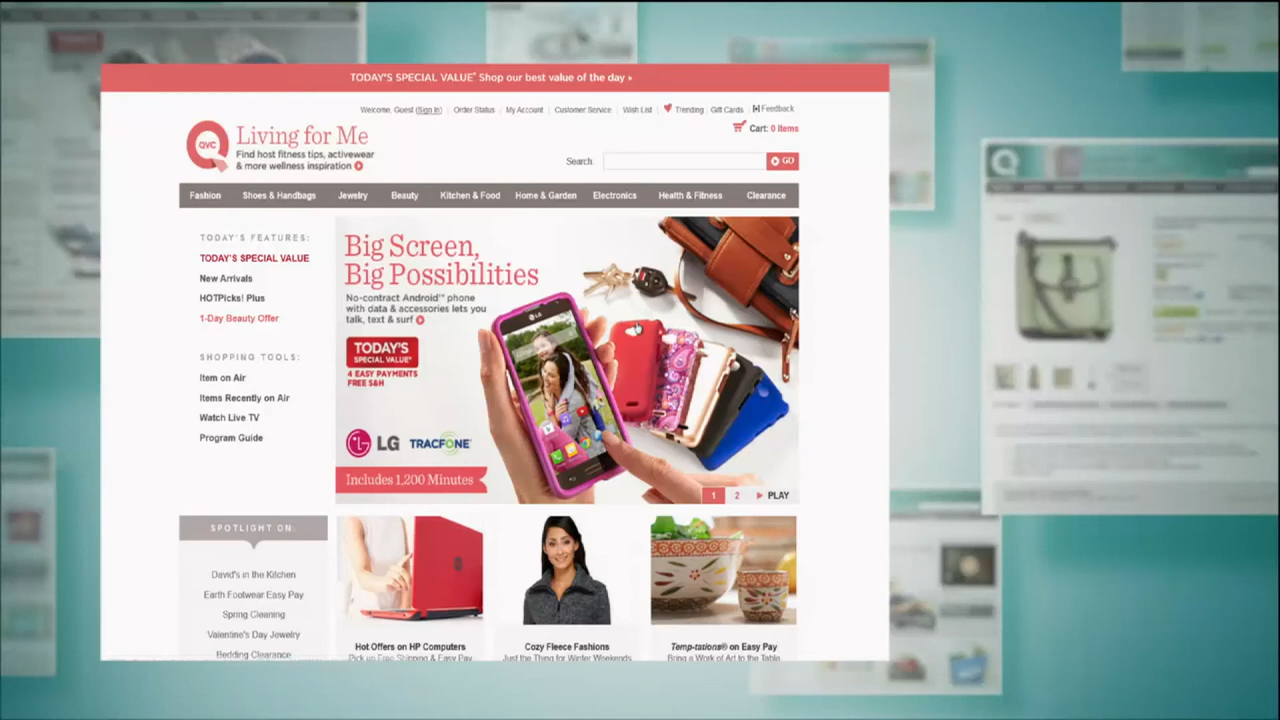 TODAY'S SPECIAL VALUE® Shop our best value of the day
Welcome, Guest (Sign In) Order Status My Account Customer Service Wish List Trending Gift Cards [+] Feedback
Cart: 0 Items
QVC
Living for Me
Find host fitness tips, activewear
& more wellness inspiration
Search: GO
Fashion Shoes & Handbags Jewelry Beauty Kitchen & Food Home & Garden Electronics Health & Fitness Clearance
TODAY'S FEATURES:
TODAY'S SPECIAL VALUE
New Arrivals
HOTPicks! Plus
1-Day Beauty Offer
SHOPPING TOOLS:
Item on Air
Items Recently on Air
Watch Live TV
Program Guide
Big Screen,
Big Possibilities
No-contract Android™ phone
with data & accessories lets you
talk, text & surf
TODAY'S
SPECIAL VALUE®
4 EASY PAYMENTS
FREE S&H
LG
LG TRACFONE
Includes 1,200 Minutes
1 2 PLAY
SPOTLIGHT ON:
David's in the Kitchen
Earth Footwear Easy Pay
Spring Cleaning
Valentine's Day Jewelry
Bedding Clearance
Hot Offers on HP Computers
Pick up Free Shipping & Easy Pay
Cozy Fleece Fashions
Just the Thing for Winter Weekends
Temp-tations® on Easy Pay
Bring a Work of Art to the Table